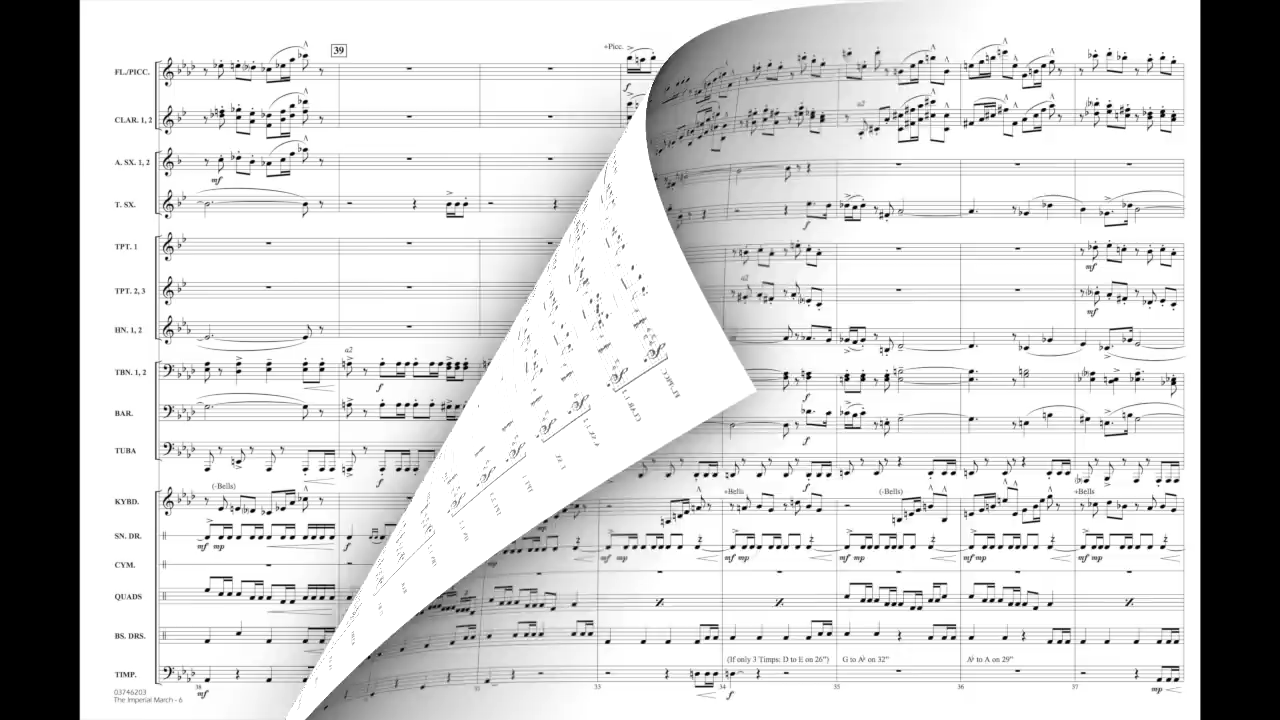 39
+Picc.
FL./PICC.
f
CLAR. 1, 2
a2
A. SX. 1, 2
mf
T. SX.
f
TPT. 1
mf
TPT. 2, 3
a2
mf
HN. 1, 2
a2
TBN. 1, 2
f
BAR.
f
TUBA
f
(-Bells)
+Bells
(-Bells)
+Bells
KYBD.
SN. DR.
mf mp
f
mf mp
mf mp
mf mp
mf mp
mf mp
CYM.
QUADS
BS. DRS.
(If only 3 Timps: D to E on 26")
G to A♭ on 32"
A♭ to A on 29"
TIMP.
mf
f
mp
38
33
34
35
36
37
03746203
The Imperial March - 6